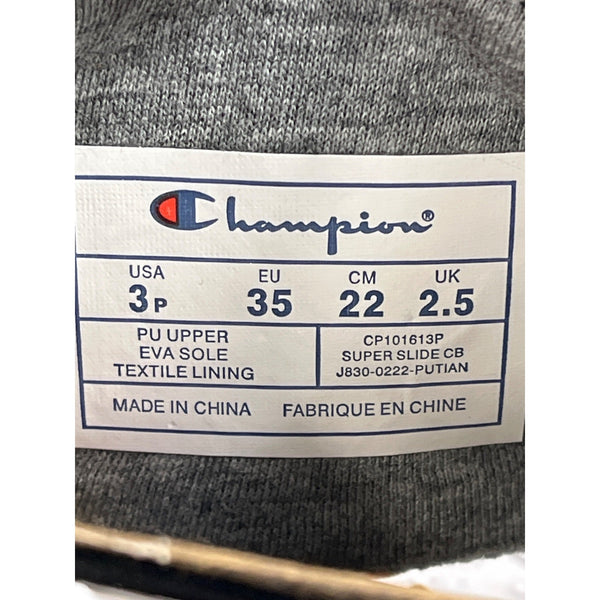 Champion®
USA EU CM UK
3P 35 22 2.5
PU UPPER
EVA SOLE
TEXTILE LINING
CP101613P
SUPER SLIDE CB
J830-0222-PUTIAN
MADE IN CHINA FABRIQUE EN CHINE